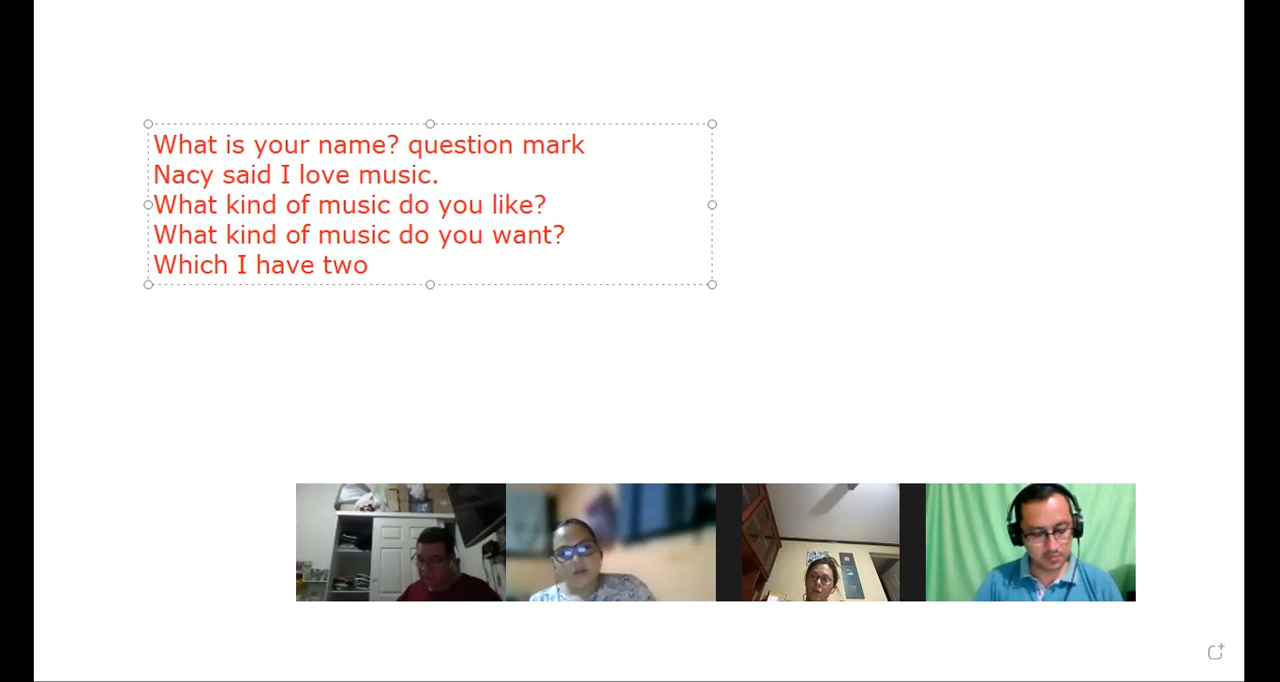 What is your name? question mark
Nacy said I love music.
What kind of music do you like?
What kind of music do you want?
Which I have two